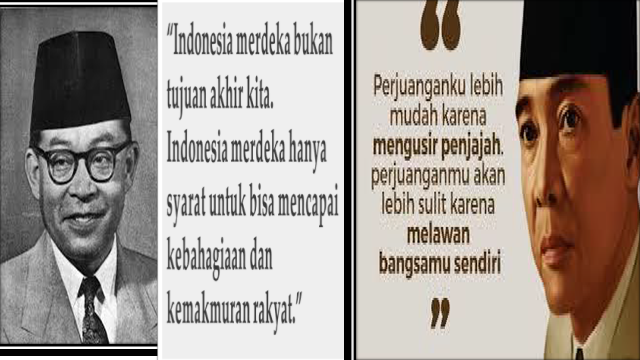 “Indonesia merdeka bukan
tujuan akhir kita.
Indonesia merdeka hanya
syarat untuk bisa mencapai
kebahagiaan dan
kemakmuran rakyat.”
“
Perjuanganku lebih
mudah karena
mengusir penjajah.
perjuanganmu akan
lebih sulit karena
melawan
bangsamu sendiri
”